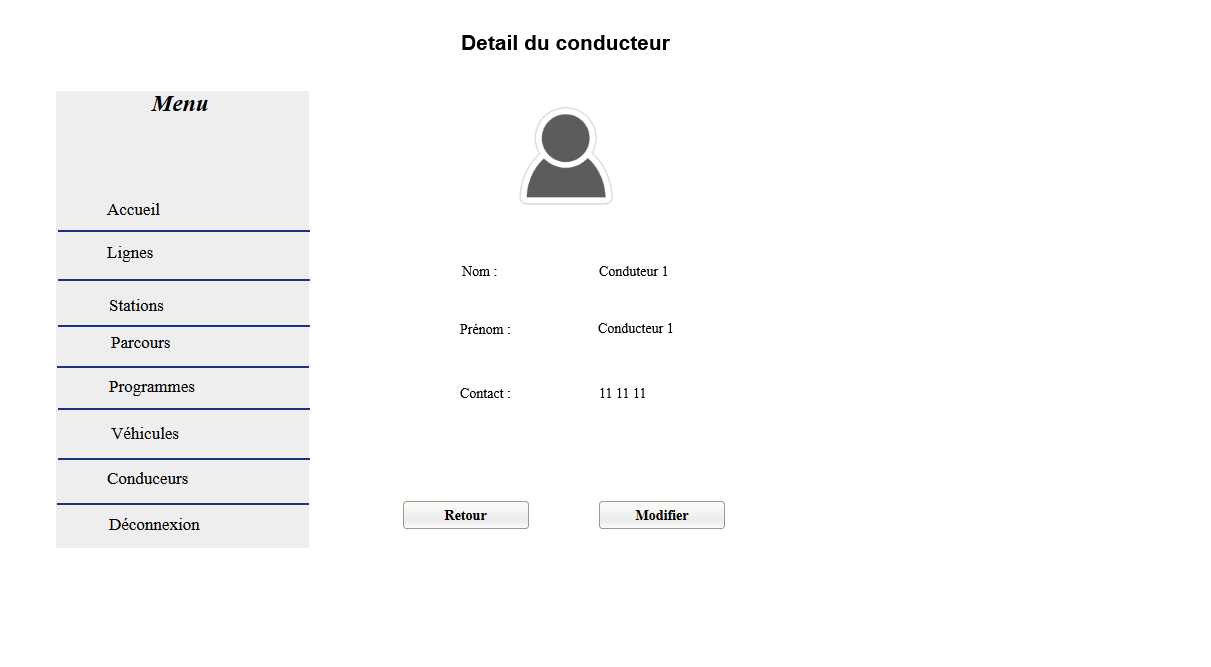 Detail du conducteur
Menu
Accueil
Lignes
Stations
Parcours
Programmes
Véhicules
Conduceurs
Déconnexion
Nom : Conduteur 1
Prénom : Conducteur 1
Contact : 11 11 11
Retour Modifier